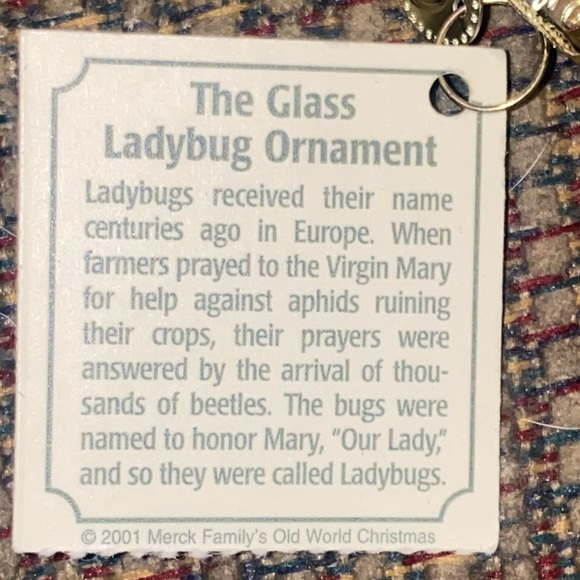 The Glass
Ladybug Ornament
Ladybugs received their name
centuries ago in Europe. When
farmers prayed to the Virgin Mary
for help against aphids ruining
their crops, their prayers were
answered by the arrival of thou-
sands of beetles. The bugs were
named to honor Mary, “Our Lady,”
and so they were called Ladybugs.
© 2001 Merck Family's Old World Christmas